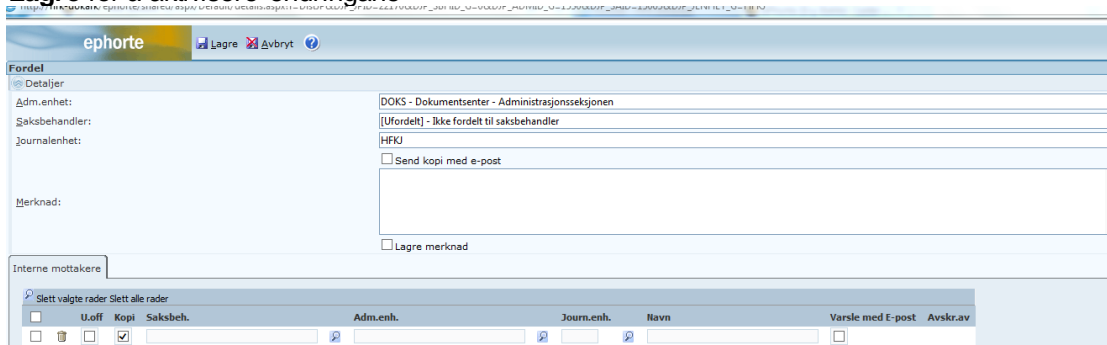 Lagre
ephorte Lagre Avbryt ?
Fordel
Detaljer
Adm.enhet: DOKS - Dokumentsenter - Administrasjonsseksjonen
Saksbehandler: [Ufordelt] - Ikke fordelt til saksbehandler
Journalenhet: HFKJ
Send kopi med e-post
Merknad:
Lagre merknad
Interne mottakere
Slett valgte rader Slett alle rader
U.off Kopi Saksbeh. Adm.enh. Journ.enh. Navn Varsle med E-post Avskr.av